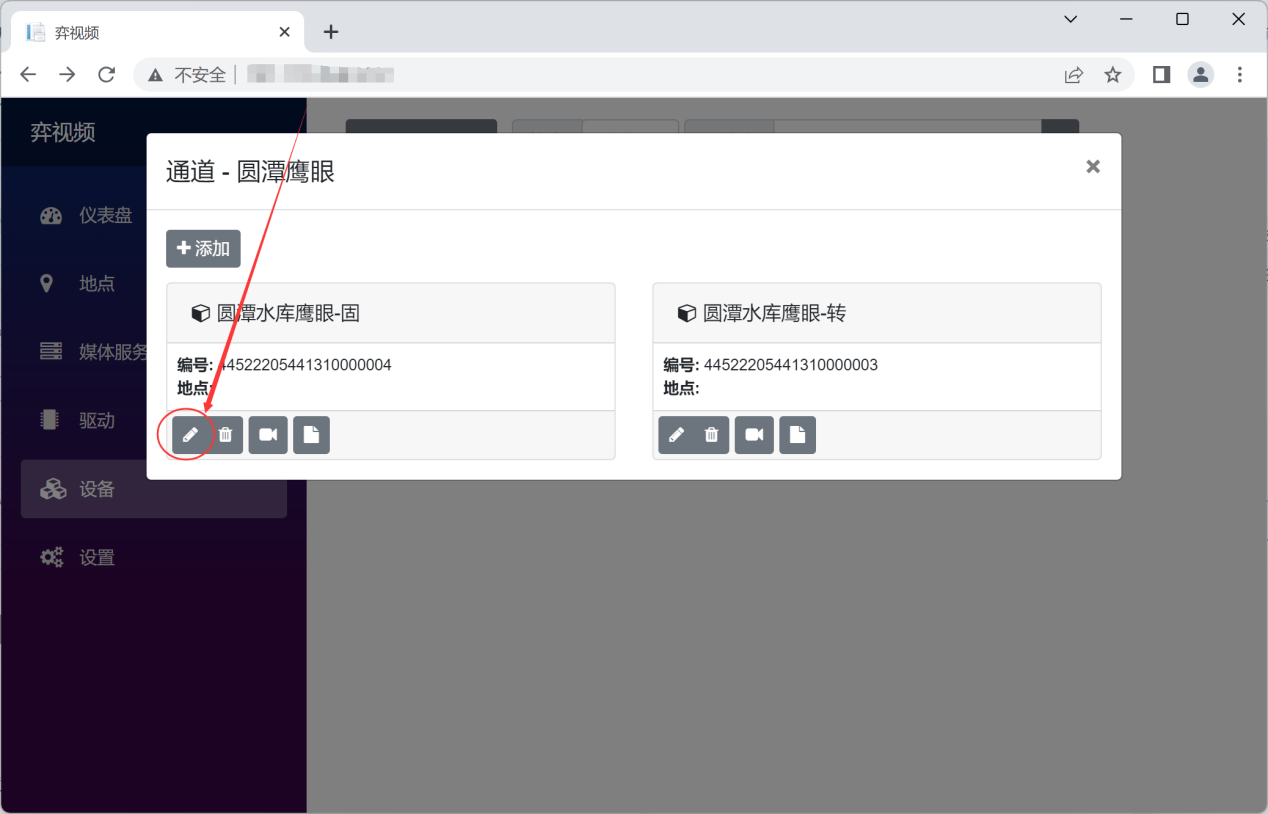 弈视频
不安全
弈视频
仪表盘
地点
媒体服务
驱动
设备
设置
通道 - 圆潭鹰眼
添加
圆潭水库鹰眼-固
编号: 44522205441310000004
地点:
圆潭水库鹰眼-转
编号: 44522205441310000003
地点: